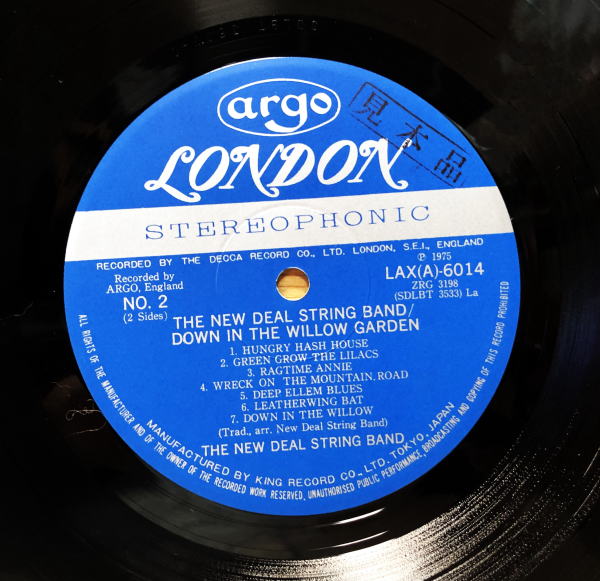 argo
見本品
LONDON
STEREOPHONIC
RECORDED BY THE DECCA RECORD CO., LTD. LONDON, S.E.I., ENGLAND
Recorded by
ARGO, England
NO. 2
(2 Sides)
Ⓟ 1975
LAX(A)-6014
ZRG 3198
(SDLBT 3533) La
THE NEW DEAL STRING BAND/
DOWN IN THE WILLOW GARDEN
1. HUNGRY HASH HOUSE
2. GREEN GROW THE LILACS
3. RAGTIME ANNIE
4. WRECK ON THE MOUNTAIN.ROAD
5. DEEP ELLEM BLUES
6. LEATHERWING BAT
7. DOWN IN THE WILLOW
(Trad., arr. New Deal String Band)
THE NEW DEAL STRING BAND
MANUFACTURED BY KING RECORD CO., LTD. TOKYO, JAPAN
ALL RIGHTS OF THE MANUFACTURER AND OF THE OWNER OF THE RECORDED WORK RESERVED. UNAUTHORISED PUBLIC PERFORMANCE, BROADCASTING AND COPYING OF THIS RECORD PROHIBITED